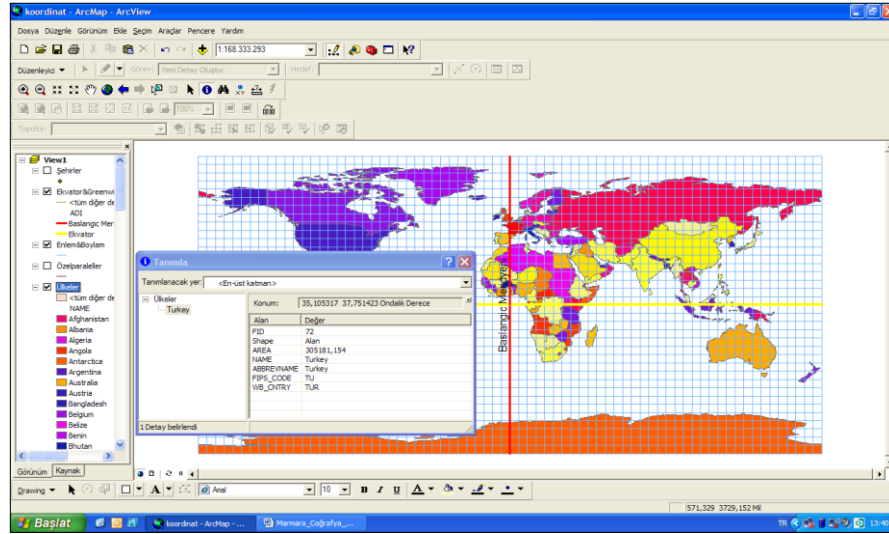 koordinat - ArcMap - ArcView
Dosya Düzenle Görünüm Ekle Seçim Araçlar Pencere Yardım
1:168.333.293
Düzenleyici Görev: Yeni Detay Oluştur Hedef:
100%
Topoloji:
View1
Şehirler
Ekvator&Greenwi
<tüm diğer de
ADI
Baslangic Mer
Ekvator
Enlem&Boylam
Özelparaleller
Ülkeler
<tüm diğer de
NAME
Afghanistan
Albania
Algeria
Angola
Antarctica
Argentina
Australia
Austria
Bangladesh
Belgium
Belize
Benin
Bhutan
Görünüm Kaynak
Baslangic Meridyeni
Tanımla
Tanımlanacak yer: <En-üst katman>
Ülkeler
Turkey
Konum: 35,105317 37,751423 Ondalık Derece
Alan Değer
FID 72
Shape Alan
AREA 305181,154
NAME Turkey
ABBREVNAME Turkey
FIPS_CODE TU
WB_CNTRY TUR
1 Detay belirlendi
Drawing A Arial 10 B I U A
571,329 3729,152 Mil
Başlat koordinat - ArcMap - ... Marmara_Coğrafya_... TR 13:40